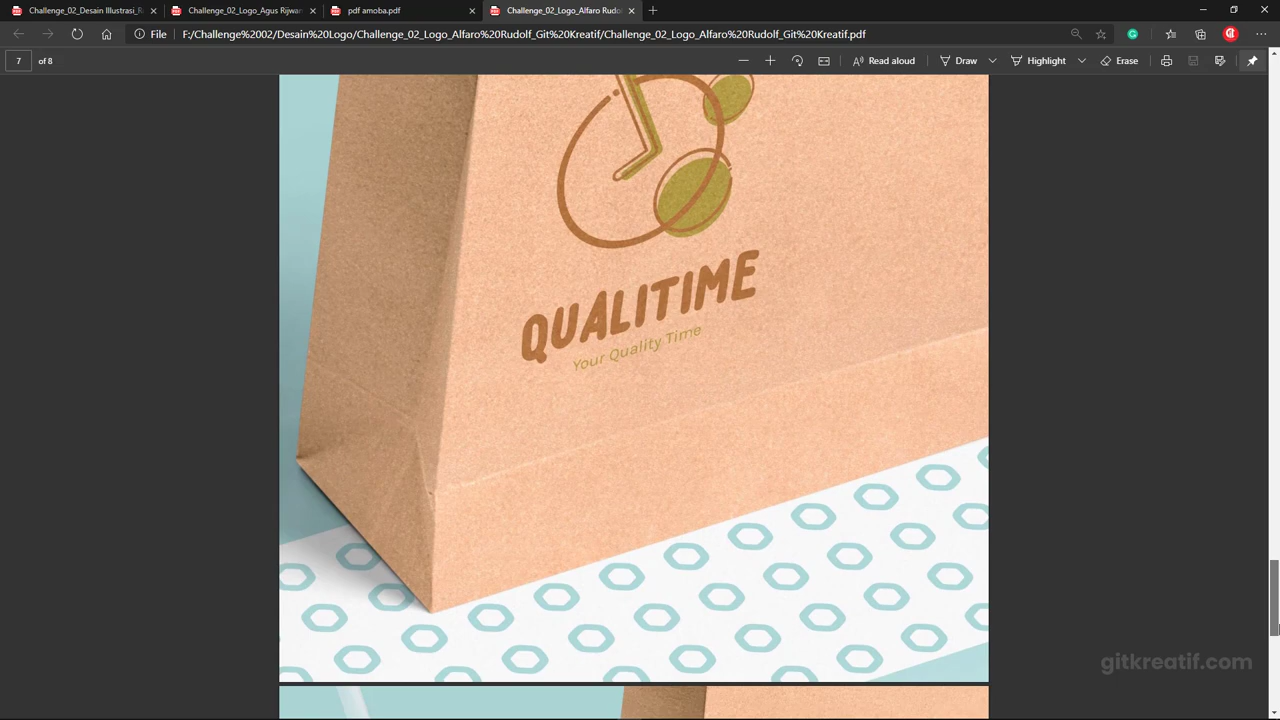 Challenge_02_Desain Illustrasi_R
Challenge_02_Logo_Agus Rijwan
pdf amoba.pdf
Challenge_02_Logo_Alfaro Rudo
File
F:/Challenge%2002/Desain%20Logo/Challenge_02_Logo_Alfaro%20Rudolf_Git%20Kreatif/Challenge_02_Logo_Alfaro%20Rudolf_Git%20Kreatif.pdf
7 of 8
Read aloud
Draw
Highlight
Erase
QUALITIME
Your Quality Time
gitkreatif.com